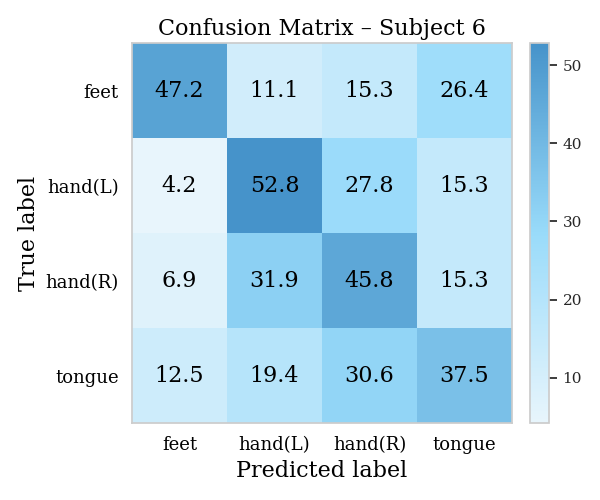 Confusion Matrix – Subject 6
feet 47.2 11.1 15.3 26.4
hand(L) 4.2 52.8 27.8 15.3
hand(R) 6.9 31.9 45.8 15.3
tongue 12.5 19.4 30.6 37.5
feet hand(L) hand(R) tongue
Predicted label
True label
50
40
30
20
10